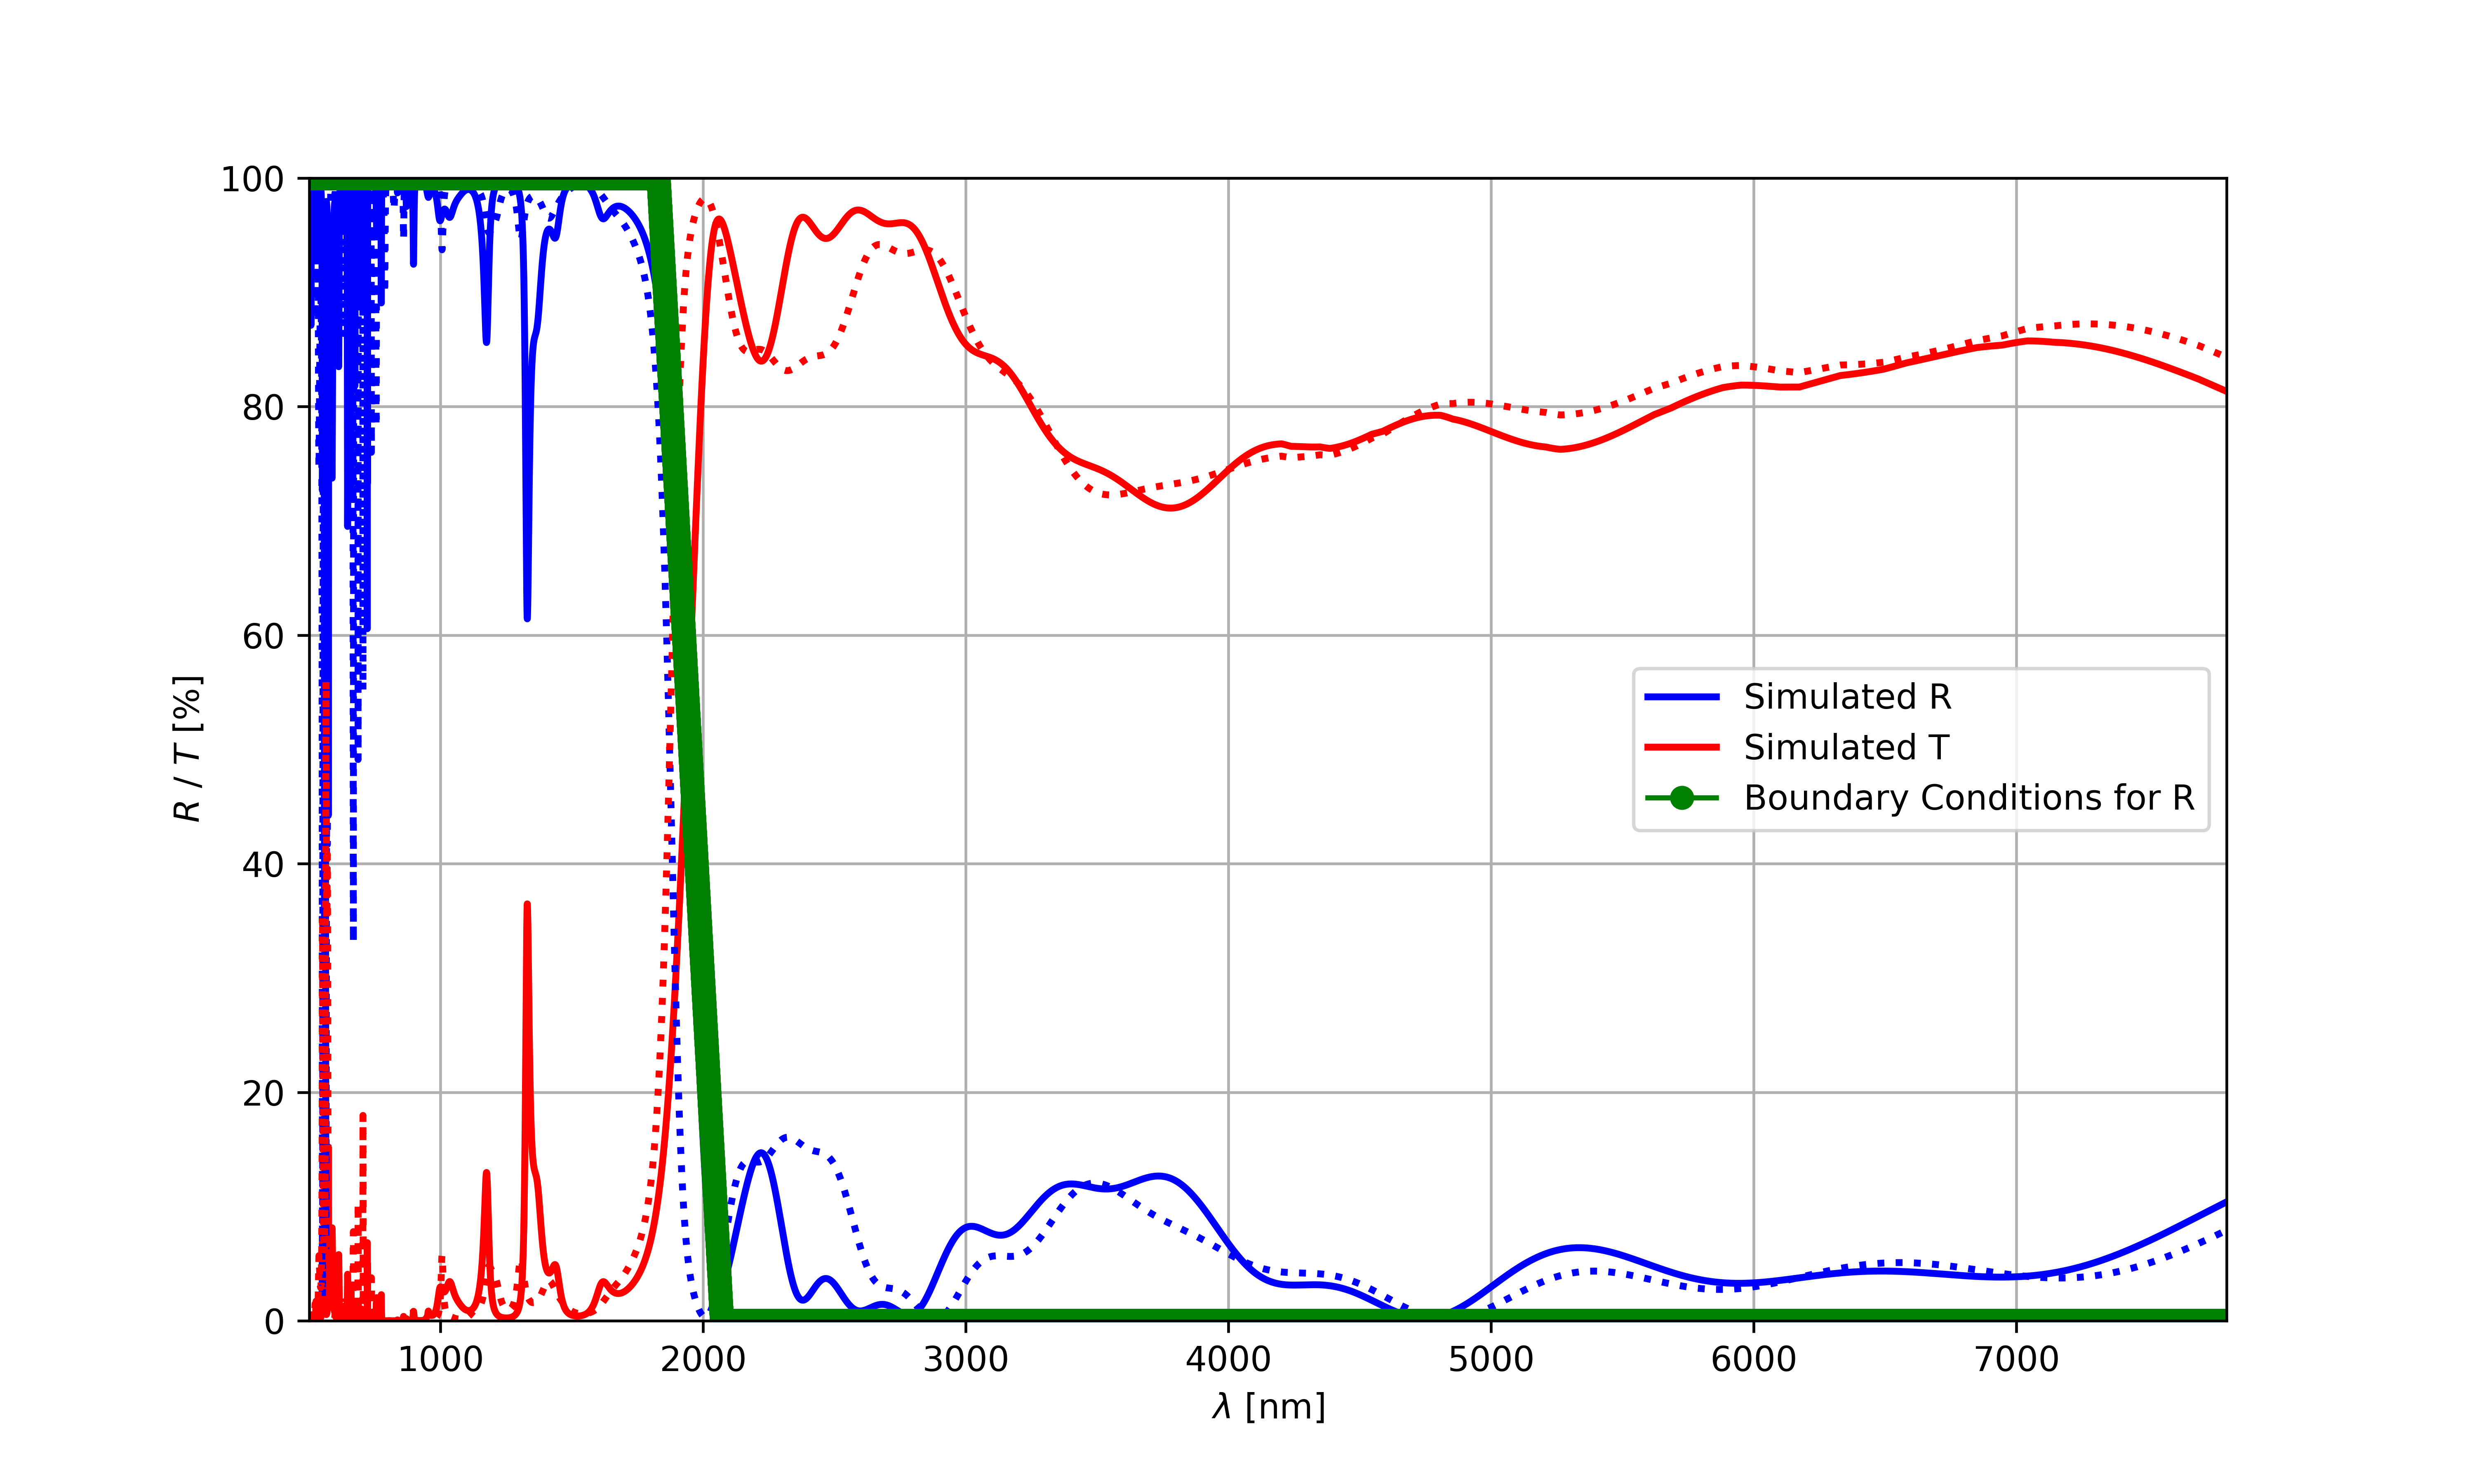 100
80
60
40
20
0
R / T [%]
1000 2000 3000 4000 5000 6000 7000
λ [nm]
Simulated R
Simulated T
Boundary Conditions for R